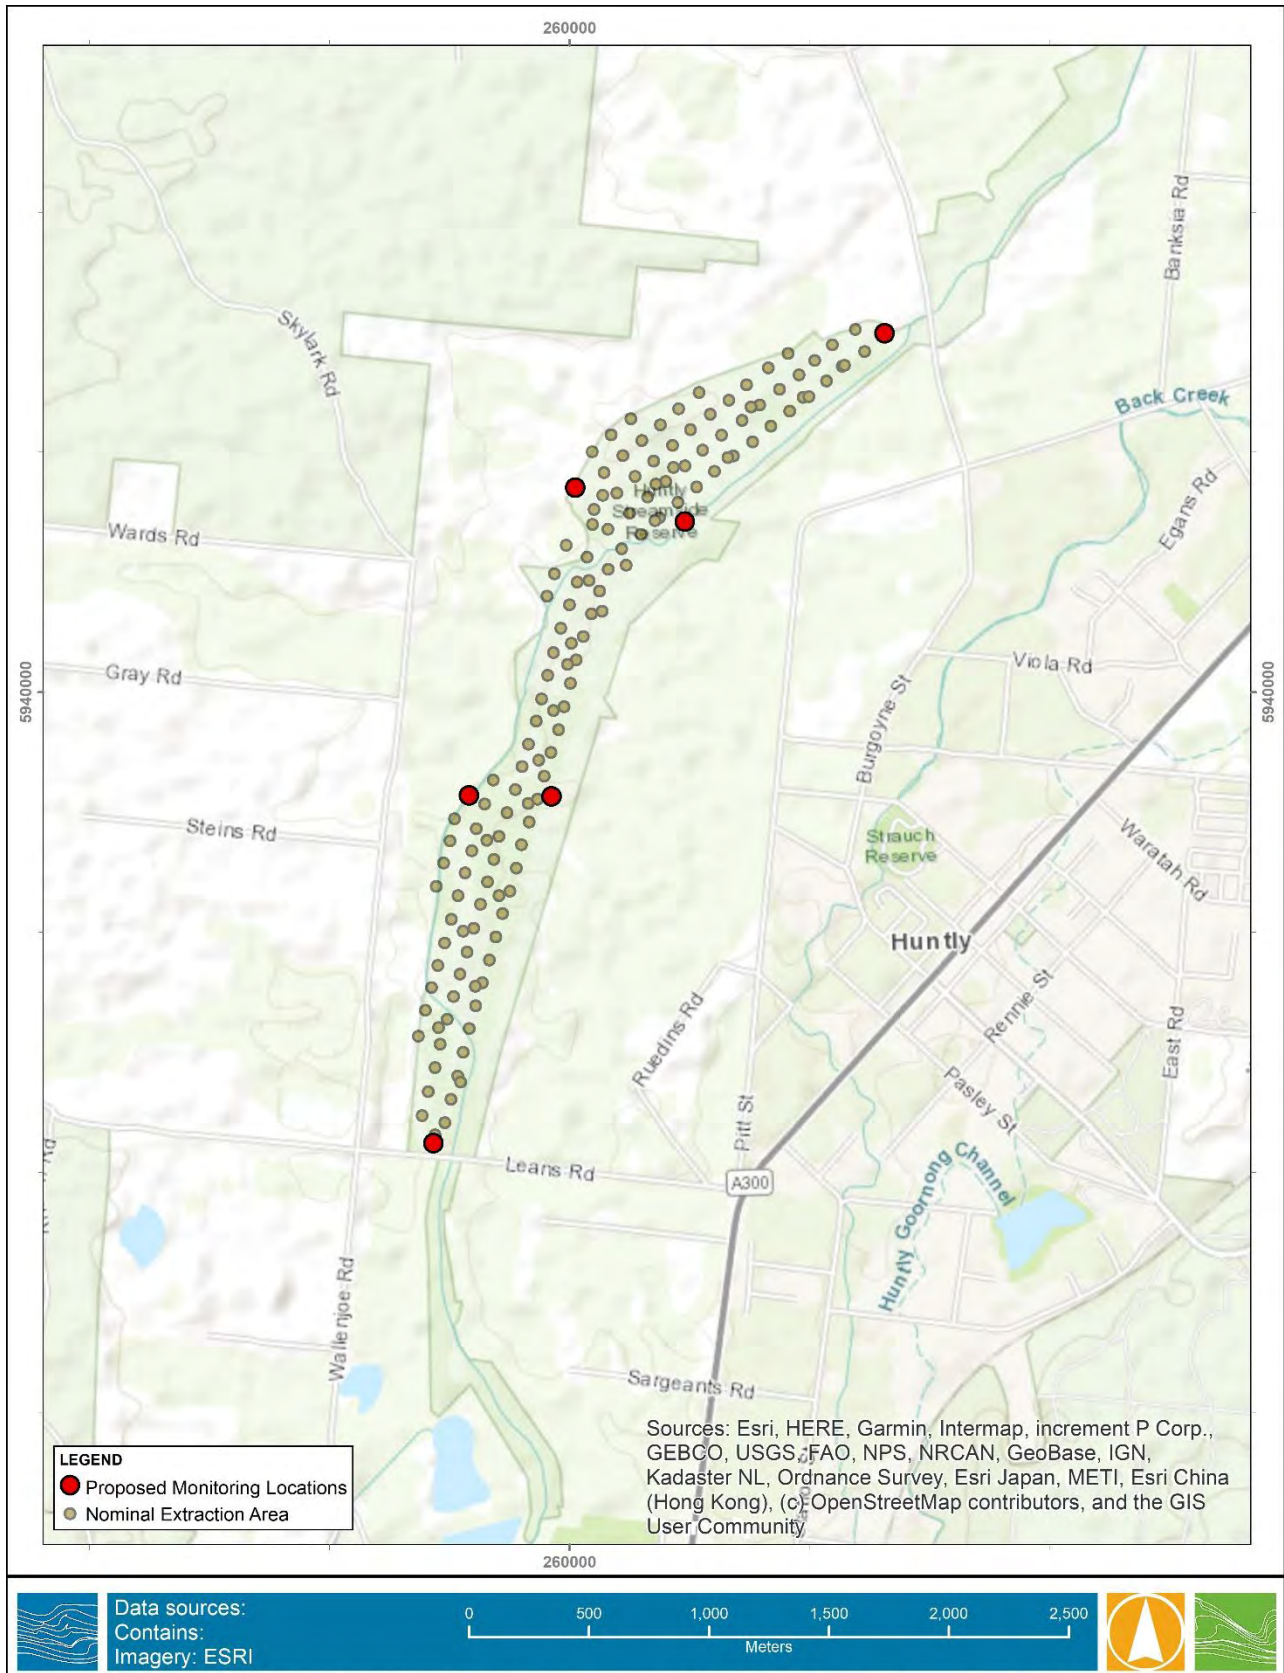 260000
Banksia Rd
Skylark Rd
Back Creek
Huntly
Streamside
Reserve
Egans Rd
Wards Rd
Viola Rd
Gray Rd
5940000
5940000
Burgoyne St
Steins Rd
Strauch
Reserve
Waratah Rd
Huntly
Rennie St
Ruedins Rd
East Rd
Pasley St
Pitt St
Rd
Leans Rd
A300
Huntly Goornong Channel
Wallenjoe Rd
Sargeants Rd
Sources: Esri, HERE, Garmin, Intermap, increment P Corp.,
GEBCO, USGS, FAO, NPS, NRCAN, GeoBase, IGN,
Kadaster NL, Ordnance Survey, Esri Japan, METI, Esri China
(Hong Kong), (c) OpenStreetMap contributors, and the GIS
User Community
LEGEND
Proposed Monitoring Locations
Nominal Extraction Area
260000
Data sources:
Contains:
Imagery: ESRI
0 500 1,000 1,500 2,000 2,500
Meters